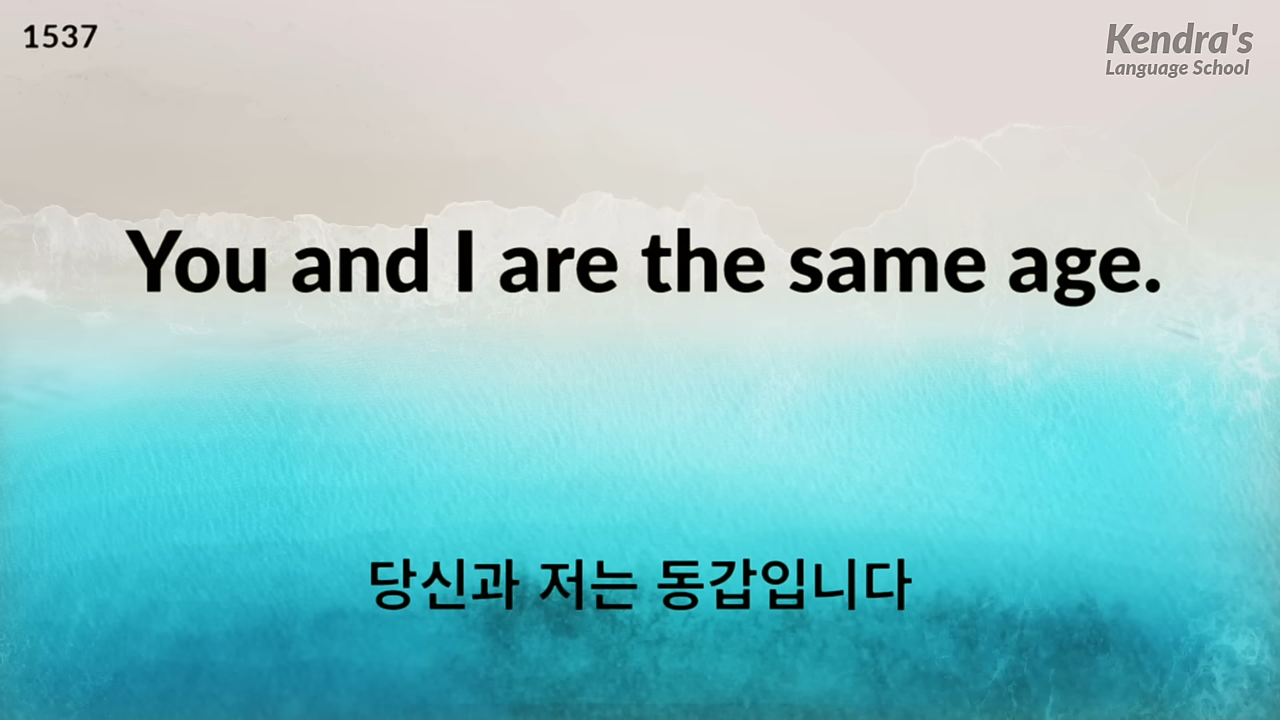 1537
Kendra's
Language School
You and I are the same age.
당신과 저는 동갑입니다